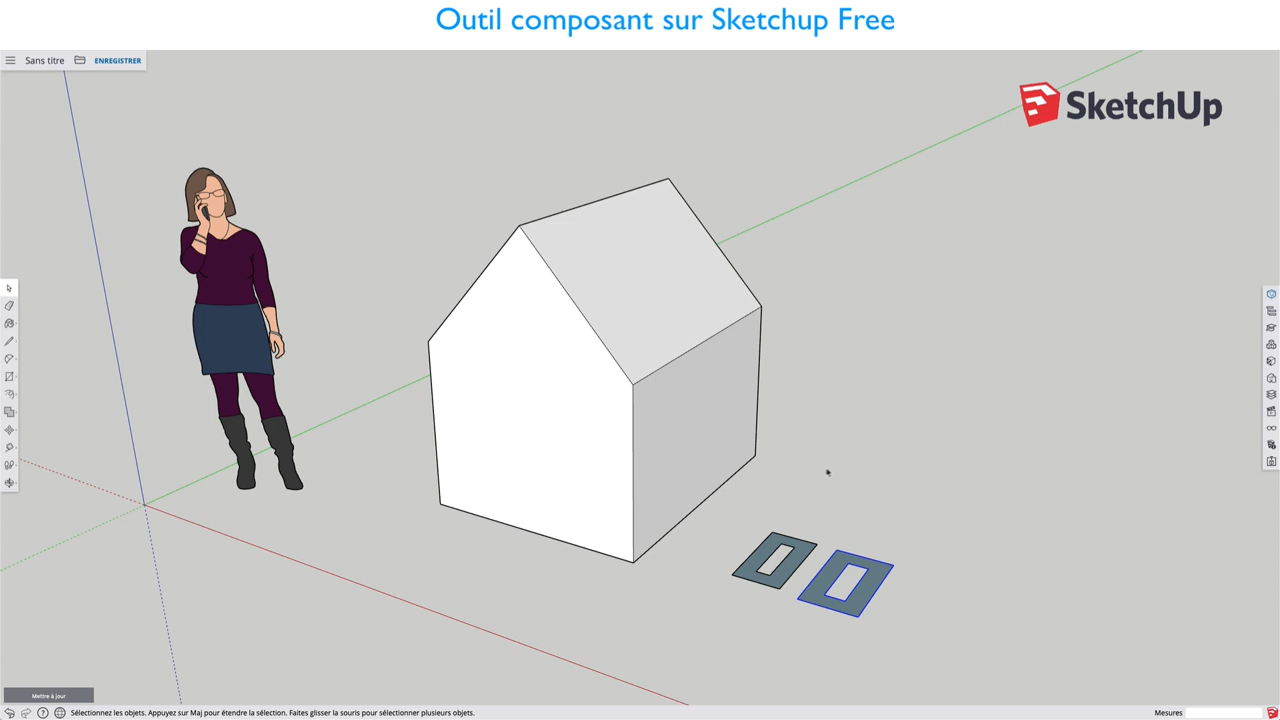 Outil composant sur Sketchup Free
Sans titre
ENREGISTRER
SketchUp
Mettre à jour
Sélectionnez les objets. Appuyez sur Maj pour étendre la sélection. Faites glisser la souris pour sélectionner plusieurs objets.
Mesures